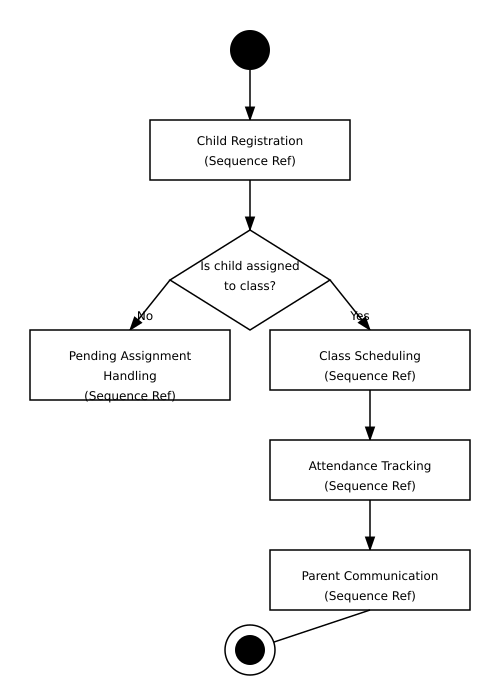 Child Registration
(Sequence Ref)
Is child assigned
to class?
No
Yes
Pending Assignment
Handling
(Sequence Ref)
Class Scheduling
(Sequence Ref)
Attendance Tracking
(Sequence Ref)
Parent Communication
(Sequence Ref)